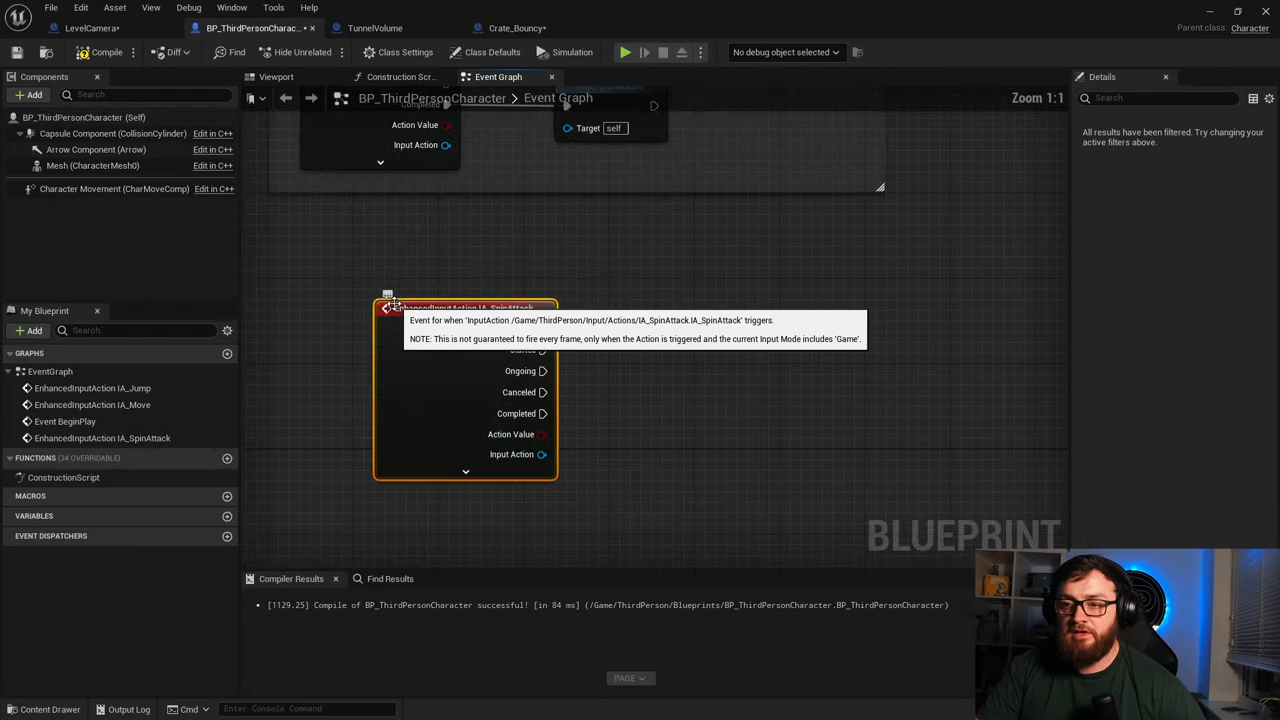 File Edit Asset View Debug Window Tools Help
LevelCamera*
BP_ThirdPersonCharac...
TunnelVolume
Crate_Bouncy*
Parent class: Character
Compile
Diff
Find
Hide Unrelated
Class Settings
Class Defaults
Simulation
No debug object selected
Components
Viewport
Construction Scr...
Event Graph
Details
Add
Search
BP_ThirdPersonCharacter > Event Graph
Zoom 1:1
Search
BP_ThirdPersonCharacter (Self)
Capsule Component (CollisionCylinder) Edit in C++
Arrow Component (Arrow) Edit in C++
Mesh (CharacterMesh0) Edit in C++
Character Movement (CharMoveComp) Edit in C++
Completed
Action Value
Input Action
Target self
All results have been filtered. Try changing your active filters above.
EnhancedInputAction IA_SpinAttack
Event for when 'InputAction /Game/ThirdPerson/Input/Actions/IA_SpinAttack.IA_SpinAttack' triggers.
NOTE: This is not guaranteed to fire every frame, only when the Action is triggered and the current Input Mode includes 'Game'.
Started
Ongoing
Canceled
Completed
Action Value
Input Action
My Blueprint
Add
Search
GRAPHS
EventGraph
EnhancedInputAction IA_Jump
EnhancedInputAction IA_Move
Event BeginPlay
EnhancedInputAction IA_SpinAttack
FUNCTIONS (34 OVERRIDABLE)
ConstructionScript
MACROS
VARIABLES
EVENT DISPATCHERS
BLUEPRINT
Compiler Results
Find Results
[1129.25] Compile of BP_ThirdPersonCharacter successful! [in 84 ms] (/Game/ThirdPerson/Blueprints/BP_ThirdPersonCharacter.BP_ThirdPersonCharacter)
PAGE
Content Drawer
Output Log
Cmd
Enter Console Command